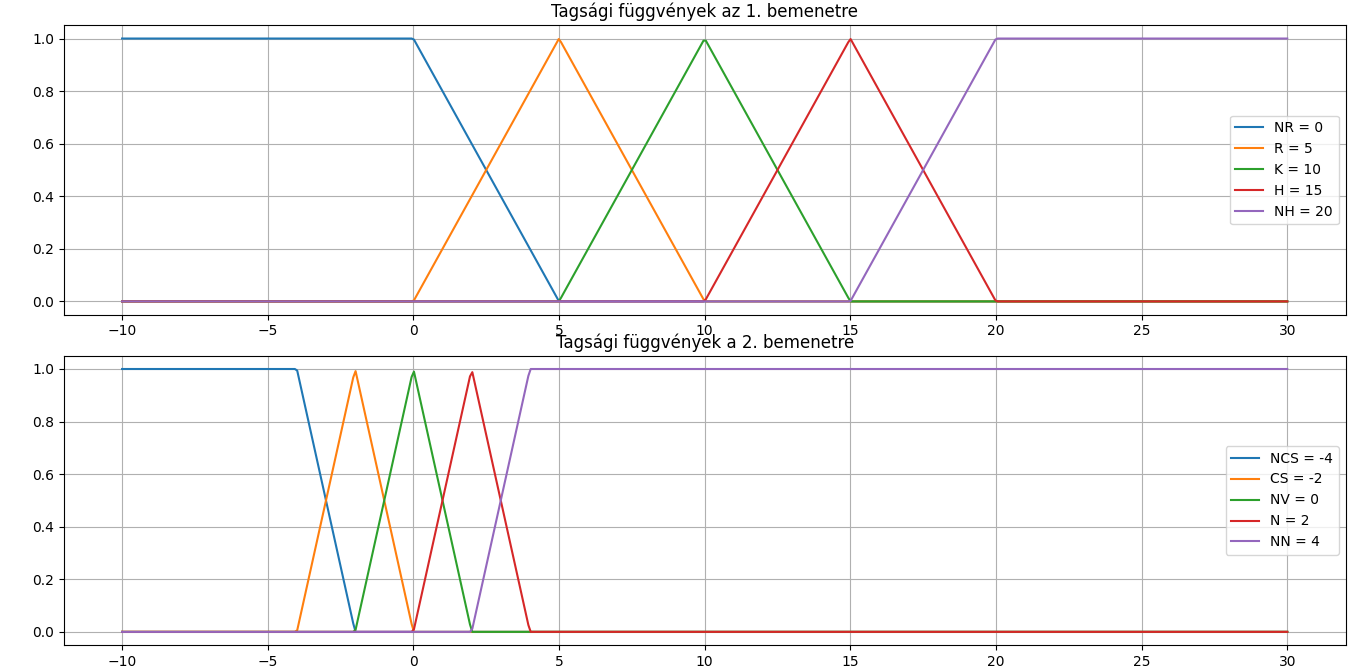 Tagsági függvények az 1. bemenetre
1.0
0.8
0.6
0.4
0.2
0.0
NR = 0
R = 5
K = 10
H = 15
NH = 20
−10 −5 0 5 10 15 20 25 30
Tagsági függvények a 2. bemenetre
1.0
0.8
0.6
0.4
0.2
0.0
NCS = -4
CS = -2
NV = 0
N = 2
NN = 4
−10 −5 0 5 10 15 20 25 30